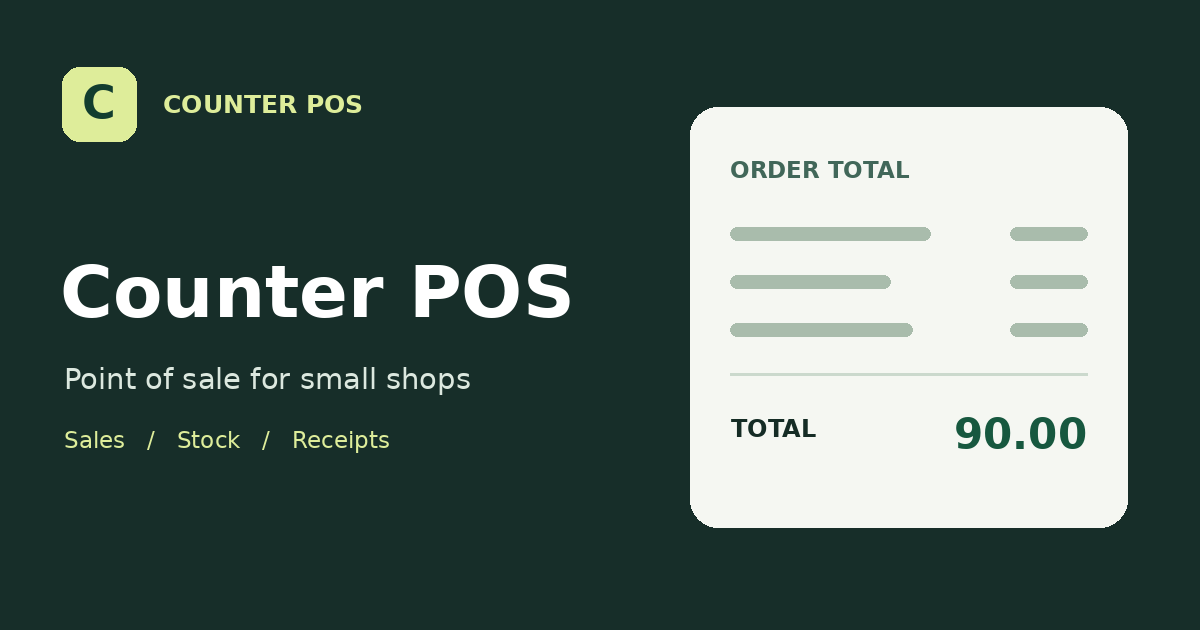 C
COUNTER POS
Counter POS
Point of sale for small shops
Sales / Stock / Receipts
ORDER TOTAL
TOTAL 90.00